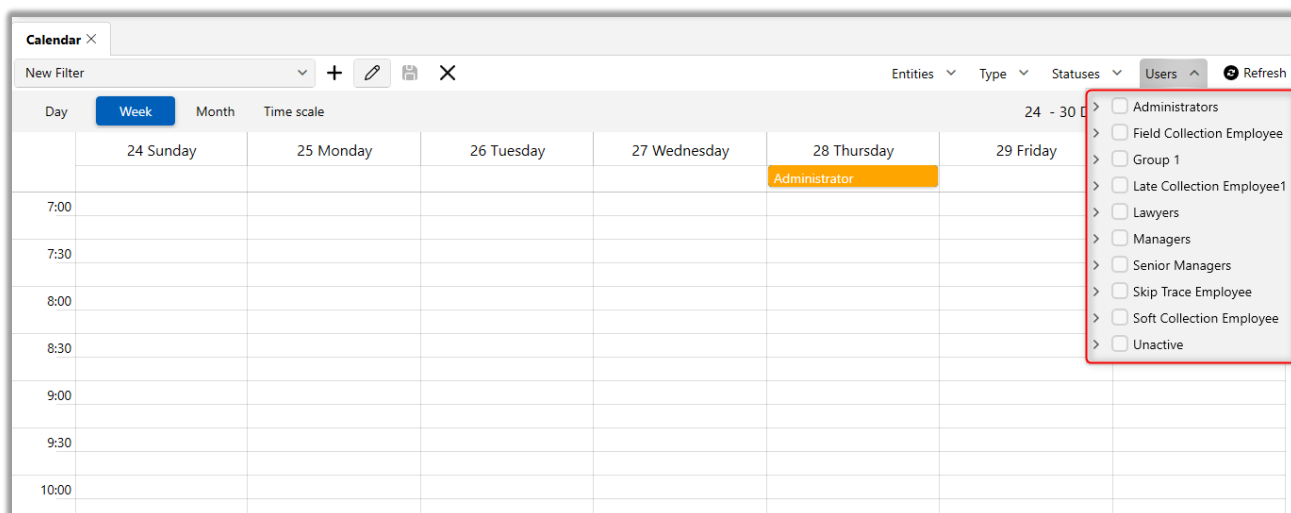 Calendar
New Filter Entities Type Statuses Users Refresh
Day Week Month Time scale 24 - 30 D
Administrators
Field Collection Employee
Group 1
Late Collection Employee1
Lawyers
Managers
Senior Managers
Skip Trace Employee
Soft Collection Employee
Unactive
24 Sunday 25 Monday 26 Tuesday 27 Wednesday 28 Thursday 29 Friday
Administrator
7:00
7:30
8:00
8:30
9:00
9:30
10:00